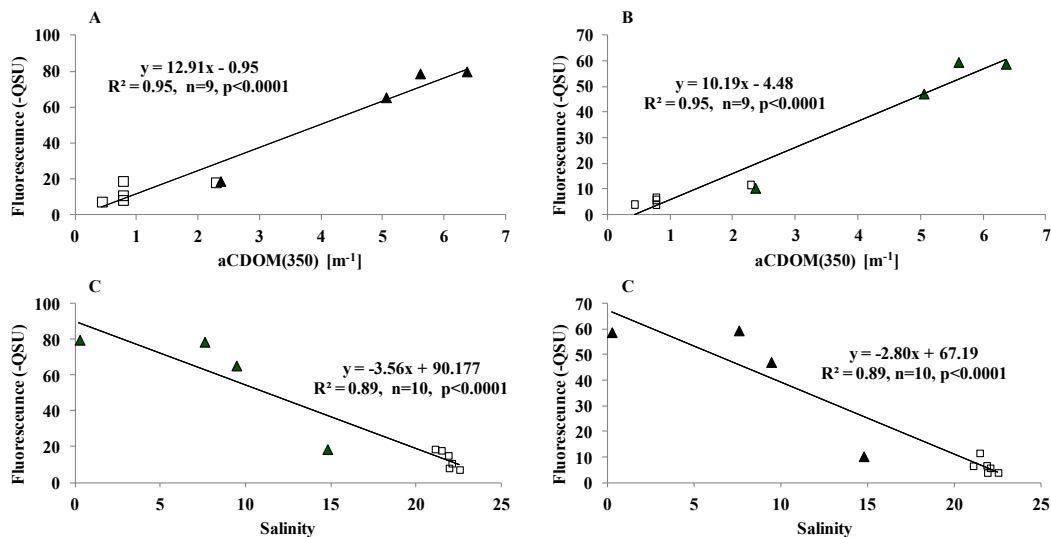 A
Fluoresceunce (-QSU)
100
80
60
40
20
0
y = 12.91x - 0.95
R² = 0.95, n=9, p<0.0001
0 1 2 3 4 5 6 7
aCDOM(350) [m⁻¹]
B
Fluoresceunce (-QSU)
70
60
50
40
30
20
10
0
y = 10.19x - 4.48
R² = 0.95, n=9, p<0.0001
0 1 2 3 4 5 6 7
aCDOM(350) [m⁻¹]
C
Fluoresceunce (-QSU)
100
80
60
40
20
0
y = -3.56x + 90.177
R² = 0.89, n=10, p<0.0001
0 5 10 15 20 25
Salinity
C
Fluoresceunce (-QSU)
70
60
50
40
30
20
10
0
y = -2.80x + 67.19
R² = 0.89, n=10, p<0.0001
0 5 10 15 20 25
Salinity